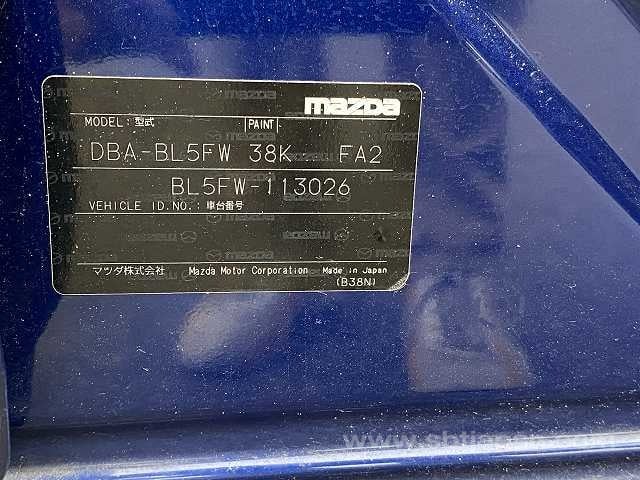 mazda
MODEL: 型式 PAINT
DBA-BL5FW 38K FA2
BL5FW-113026
VEHICLE ID.NO.: 車台番号
マツダ株式会社 Mazda Motor Corporation Made in Japan
(B38N)